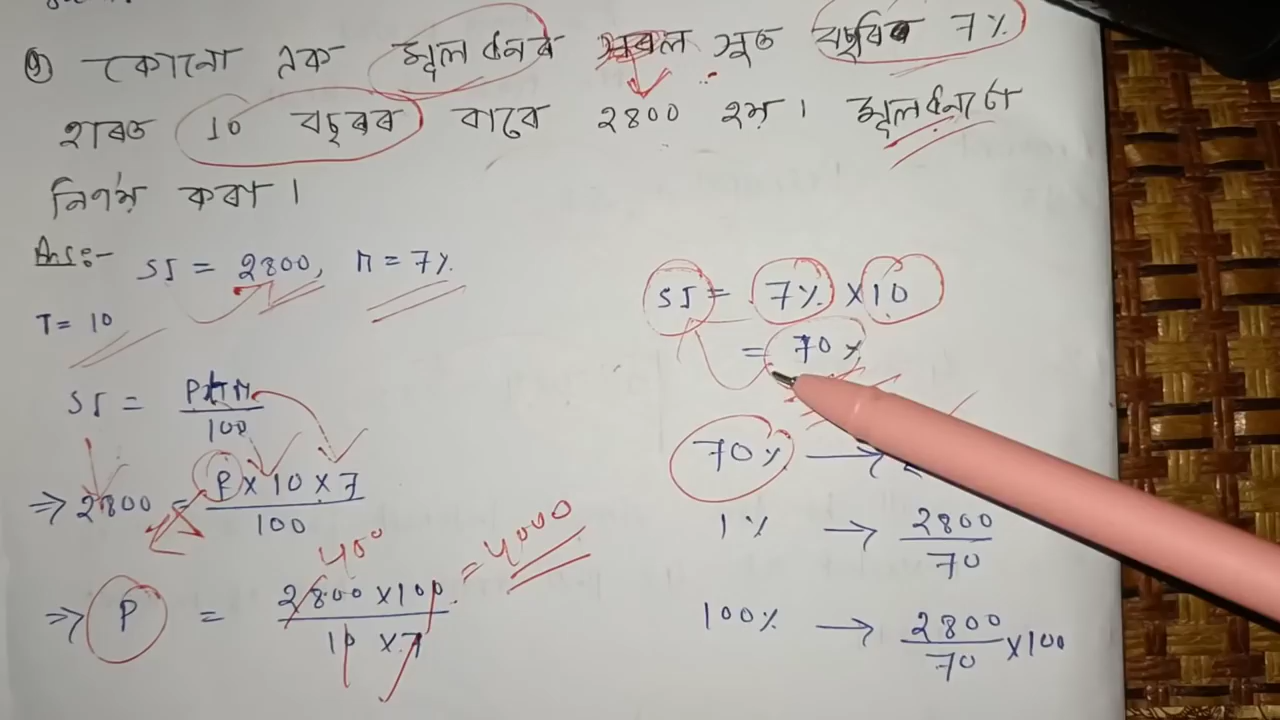 ৭) কোনো এক মূলধনৰ সৰল সূত বছৰি 7%
হাৰত 10 বছৰৰ বাবে 2800 হয়। মূলধনটো
নিৰ্ণয় কৰা।
Ans:- SI = 2800, r = 7%
T = 10
SI = PTr / 100
⇒ 2800 = P × 10 × 7 / 100
400
⇒ P = 2800 × 100 / 10 × 7 = 4000
SI = 7% × 10
= 70%
70% →
1% → 2800 / 70
100% → 2800 / 70 × 100